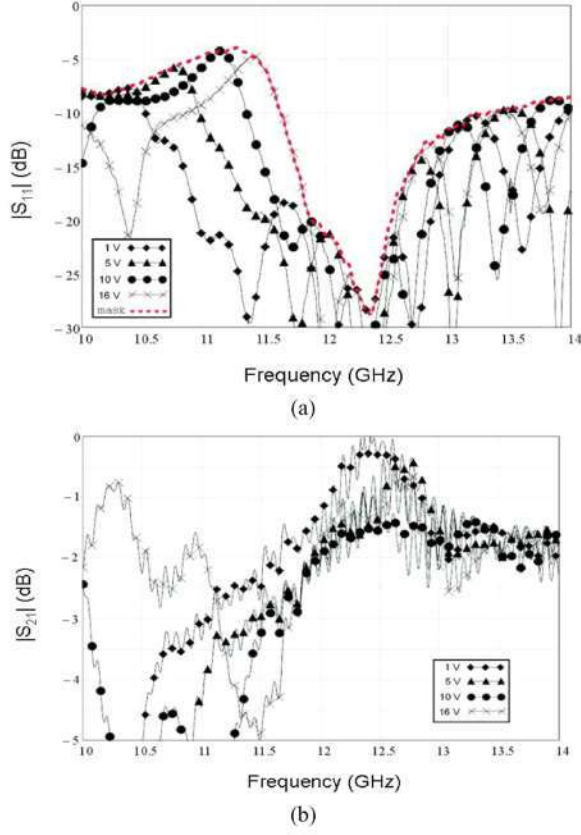 0
−5
−10
−15
−20
−25
−30
|S11| (dB)
1 V
5 V
10 V
16 V
mask
10 10.5 11 11.5 12 12.5 13 13.5 14
Frequency (GHz)
(a)
0
−1
−2
−3
−4
−5
|S21| (dB)
1 V
5 V
10 V
16 V
10 10.5 11 11.5 12 12.5 13 13.5 14
Frequency (GHz)
(b)